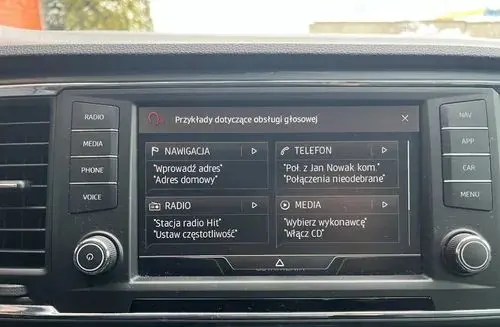 RADIO
MEDIA
PHONE
VOICE
Przykłady dotyczące obsługi głosowej
NAWIGACJA
"Wprowadź adres"
"Adres domowy"
TELEFON
"Poł. z Jan Nowak kom."
"Połączenia nieodebrane"
RADIO
"Stacja radio Hit"
"Ustaw częstotliwość"
MEDIA
"Wybierz wykonawcę"
"Włącz CD"
NAV
APP
CAR
MENU